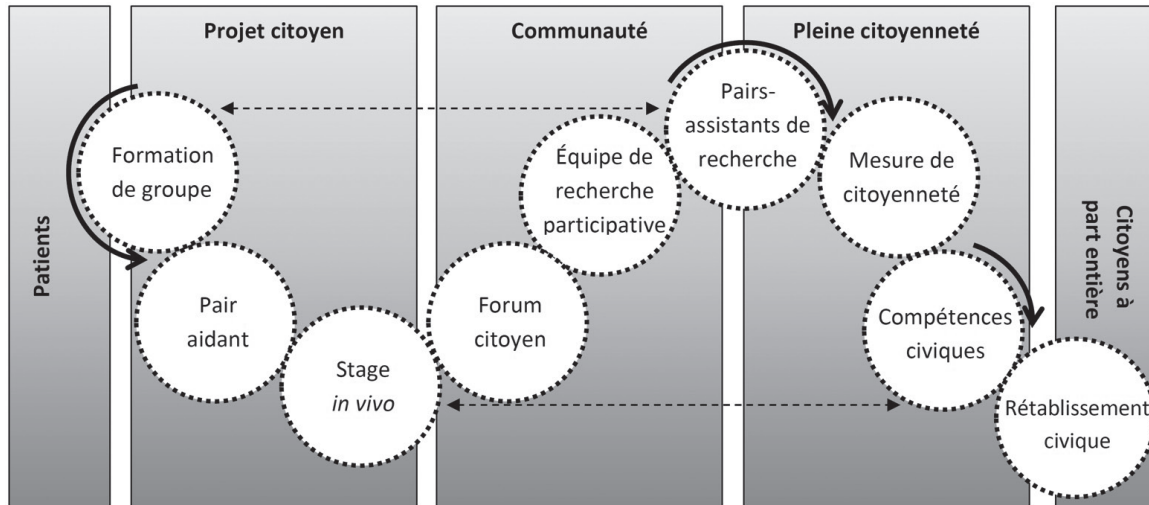 Projet citoyen
Communauté
Pleine citoyenneté
Patients
Formation
de groupe
Pair
aidant
Stage
in vivo
Forum
citoyen
Équipe de
recherche
participative
Pairs-
assistants de
recherche
Mesure de
citoyenneté
Compétences
civiques
Rétablissement
civique
Citoyens à
part entière